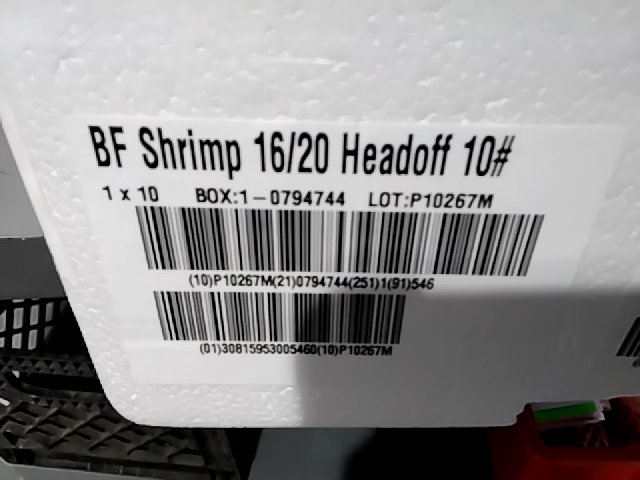 BF Shrimp 16/20 Headoff 10#
1 x 10 BOX:1-0794744 LOT:P10267M
(10)P10267M(21)0794744(251)1(91)546
(01)30815953005460(10)P10267M